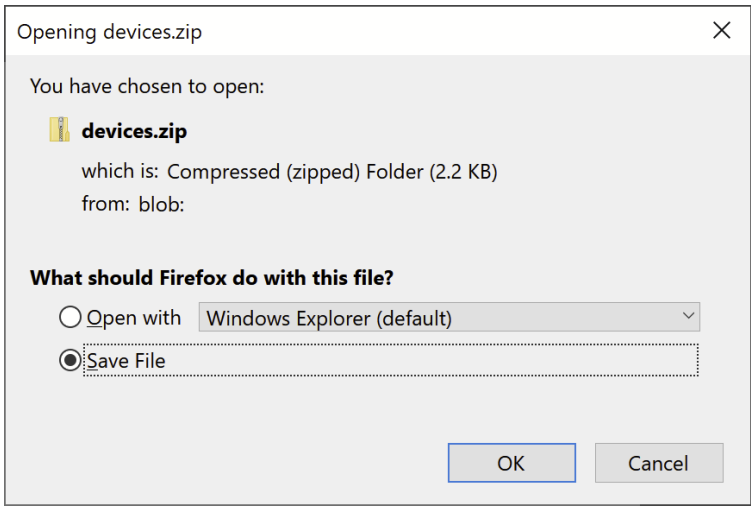 Opening devices.zip
You have chosen to open:
devices.zip
which is: Compressed (zipped) Folder (2.2 KB)
from: blob:
What should Firefox do with this file?
Open with Windows Explorer (default)
Save File
OK Cancel